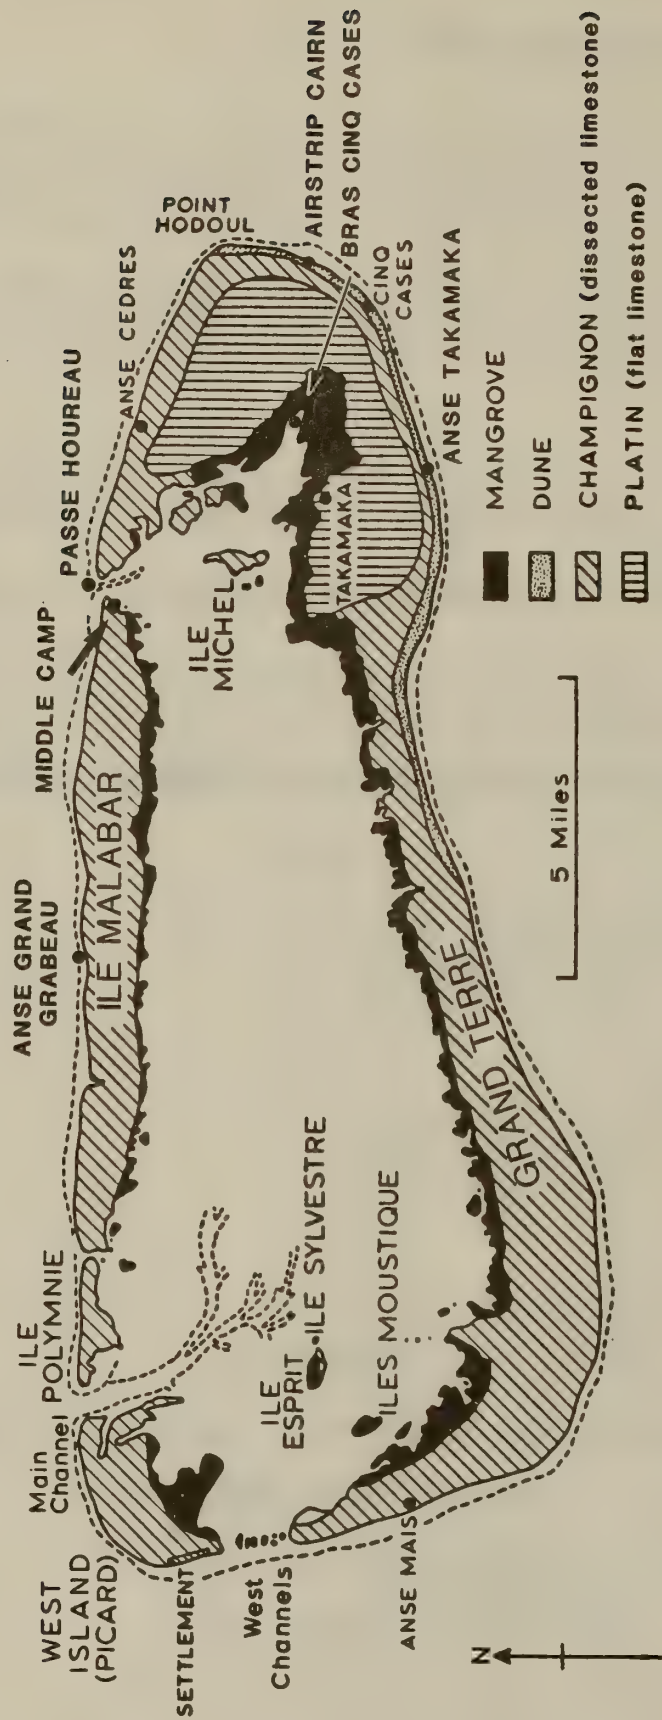 WEST
ISLAND
(PICARD)
Main
Channel
ILE
POLYMNIE
ANSE GRAND
GRABEAU
ILE MALABAR
MIDDLE CAMP
PASSE HOUREAU
ANSE CEDRES
POINT
HODOUL
AIRSTRIP CAIRN
BRAS CINQ CASES
CINQ
CASES
ANSE TAKAMAKA
TAKAMAKA
ILE
MICHEL
SETTLEMENT
West
Channels
ILE
ESPRIT
ILE SYLVESTRE
ILES MOUSTIQUE
ANSE MAIS
GRAND TERRE
N
5 Miles
MANGROVE
DUNE
CHAMPIGNON (dissected limestone)
PLATIN (flat limestone)